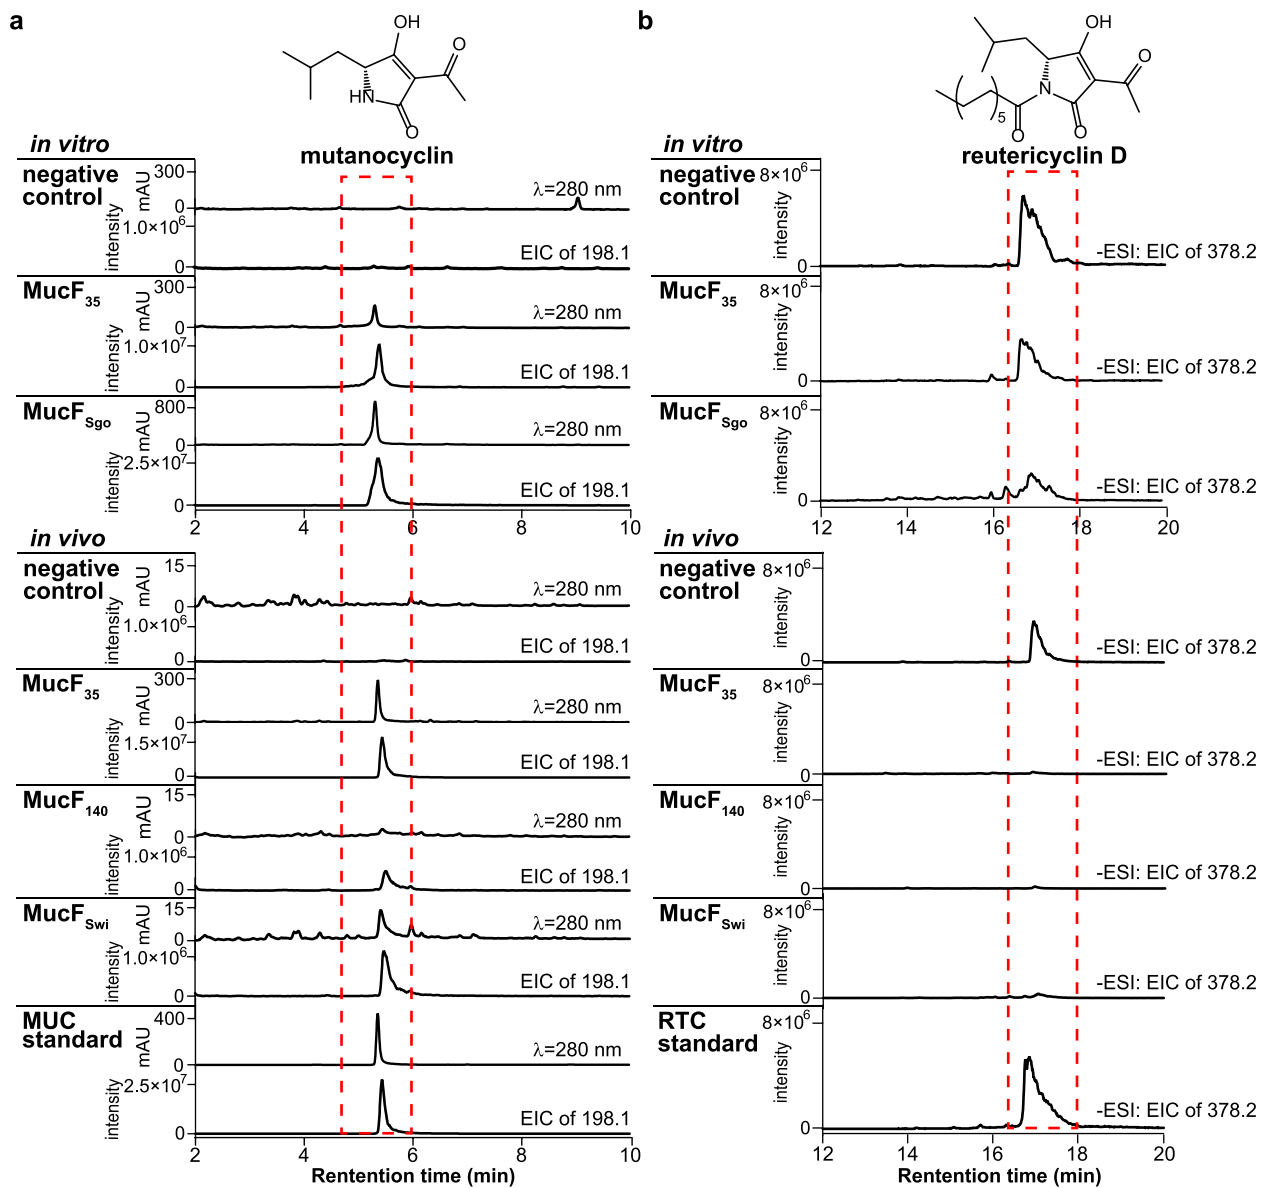 a
OH
O
HN
O
mutanocyclin
in vitro
negative control
300
0
mAU
λ=280 nm
1.0×10⁶
0
intensity
EIC of 198.1
MucF₃₅
300
0
mAU
λ=280 nm
1.0×10⁷
0
intensity
EIC of 198.1
MucF_Sgo
800
0
mAU
λ=280 nm
2.5×10⁷
0
intensity
EIC of 198.1
2 4 6 8 10
in vivo
negative control
15
0
mAU
λ=280 nm
1.0×10⁶
0
intensity
EIC of 198.1
MucF₃₅
300
0
mAU
λ=280 nm
1.5×10⁷
0
intensity
EIC of 198.1
MucF₁₄₀
15
0
mAU
λ=280 nm
1.0×10⁶
0
intensity
EIC of 198.1
MucF_Swi
15
0
mAU
λ=280 nm
1.0×10⁶
0
intensity
EIC of 198.1
MUC standard
400
0
mAU
λ=280 nm
2.5×10⁷
0
intensity
EIC of 198.1
2 4 6 8 10
Rentention time (min)
b
OH
O
N
5
O
O
reutericyclin D
in vitro
negative control
8×10⁶
0
intensity
-ESI: EIC of 378.2
MucF₃₅
8×10⁶
0
intensity
-ESI: EIC of 378.2
MucF_Sgo
8×10⁶
0
intensity
-ESI: EIC of 378.2
12 14 16 18 20
in vivo
negative control
8×10⁶
0
intensity
-ESI: EIC of 378.2
MucF₃₅
8×10⁶
0
intensity
-ESI: EIC of 378.2
MucF₁₄₀
8×10⁶
0
intensity
-ESI: EIC of 378.2
MucF_Swi
8×10⁶
0
intensity
-ESI: EIC of 378.2
RTC standard
8×10⁶
0
intensity
-ESI: EIC of 378.2
12 14 16 18 20
Rentention time (min)